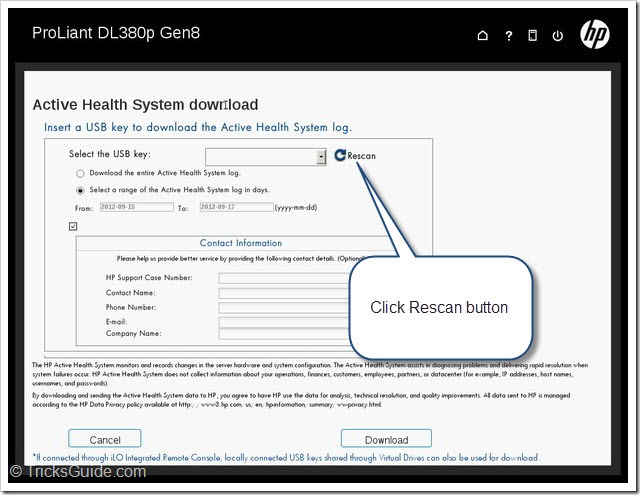 ProLiant DL380p Gen8
?
hp
Active Health System download
Insert a USB key to download the Active Health System log.
Select the USB key:
Rescan
Download the entire Active Health System log.
Select a range of the Active Health System log in days.
From: 2012-09-15 To: 2012-09-17 (yyyy-mm-dd)
Contact Information
Please help us provide better service by providing the following contact details. (Optional)
HP Support Case Number:
Contact Name:
Phone Number:
E-mail:
Company Name:
Click Rescan button
The HP Active Health System monitors and records changes in the server hardware and system configuration. The Active Health System assists in diagnosing problems and delivering rapid resolution when
system failures occur. HP Active Health System does not collect information about your operations, finances, customers, employees, partners, or datacenter (for example, IP addresses, host names,
usernames, and passwords).
By downloading and sending the Active Health System data to HP, you agree to have HP use the data for analysis, technical resolution, and quality improvements. All data sent to HP is managed
according to the HP Data Privacy policy available at
Cancel
Download
*If connected through iLO Integrated Remote Console, locally connected USB keys shared through Virtual Drives can also be used for download.
© TricksGuide.com